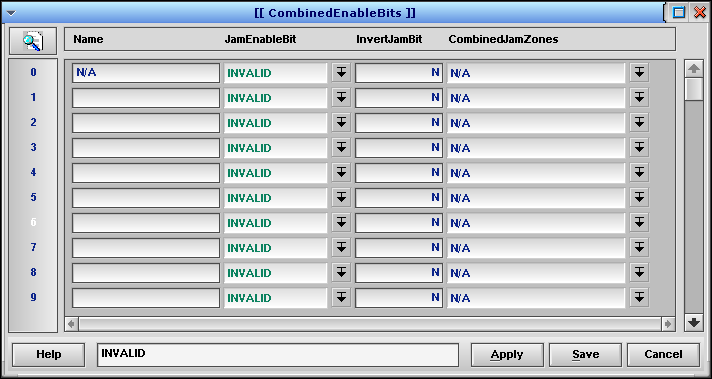 [[ CombinedEnableBits ]]
Name JamEnableBit InvertJamBit CombinedJamZones
0 N/A INVALID N N/A
1 INVALID N N/A
2 INVALID N N/A
3 INVALID N N/A
4 INVALID N N/A
5 INVALID N N/A
6 INVALID N N/A
7 INVALID N N/A
8 INVALID N N/A
9 INVALID N N/A
Help INVALID Apply Save Cancel